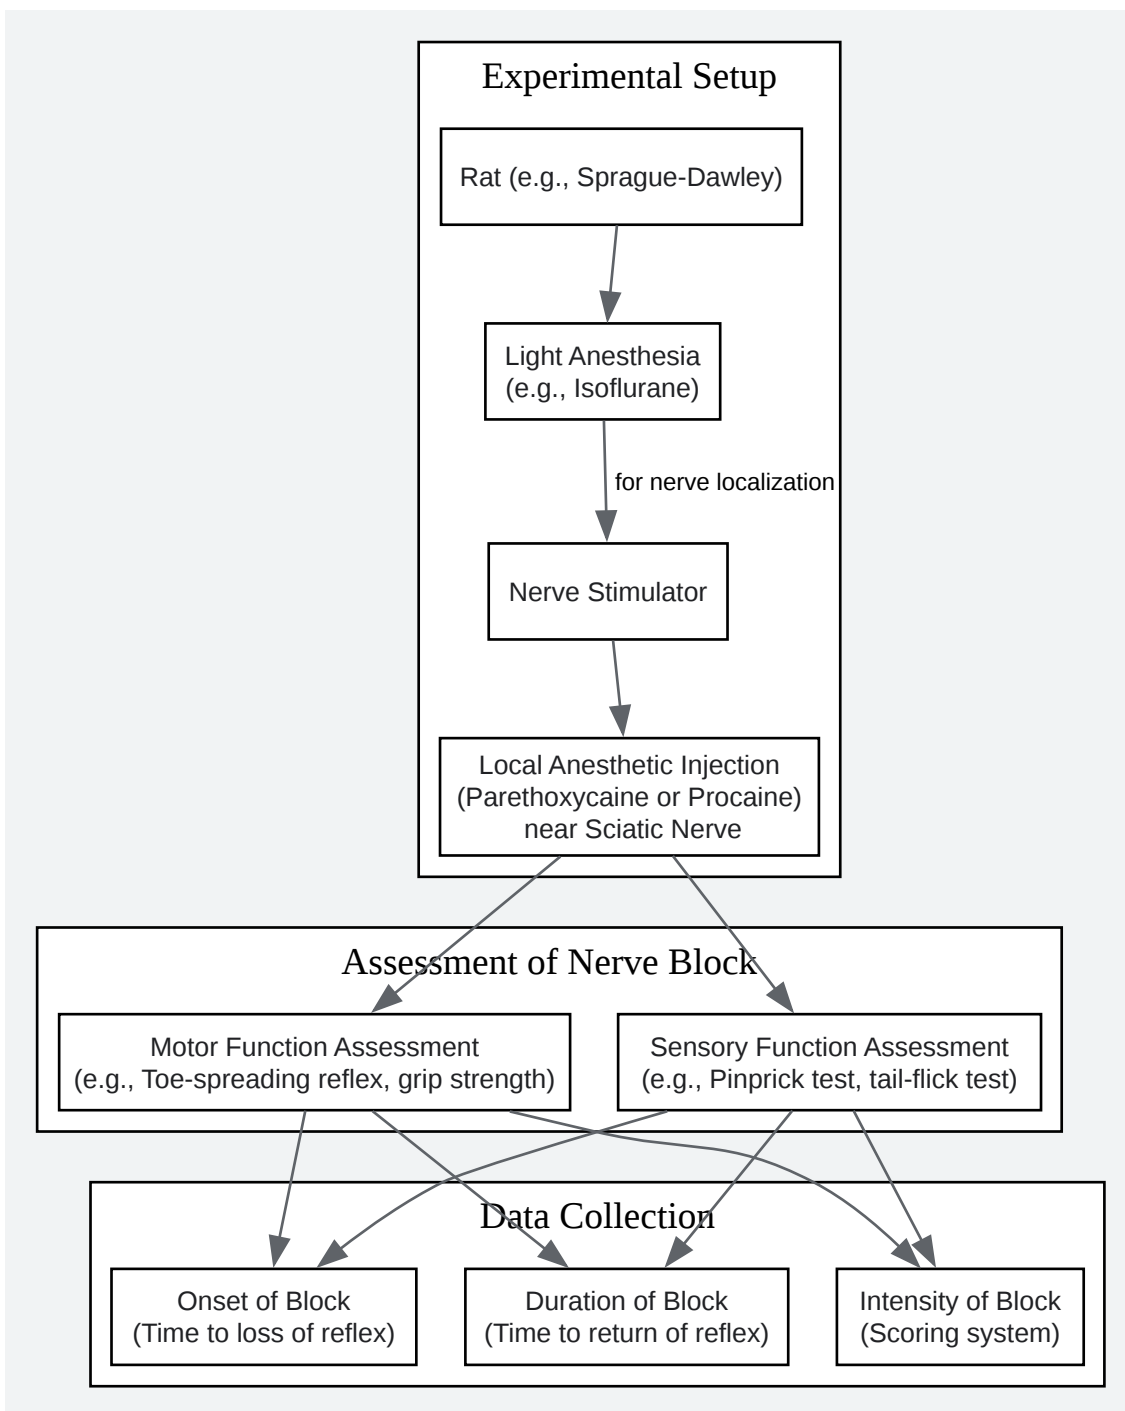 Experimental Setup
Rat (e.g., Sprague-Dawley)
Light Anesthesia
(e.g., Isoflurane)
for nerve localization
Nerve Stimulator
Local Anesthetic Injection
(Parethoxycaine or Procaine)
near Sciatic Nerve
Assessment of Nerve Block
Motor Function Assessment
(e.g., Toe-spreading reflex, grip strength)
Sensory Function Assessment
(e.g., Pinprick test, tail-flick test)
Data Collection
Onset of Block
(Time to loss of reflex)
Duration of Block
(Time to return of reflex)
Intensity of Block
(Scoring system)